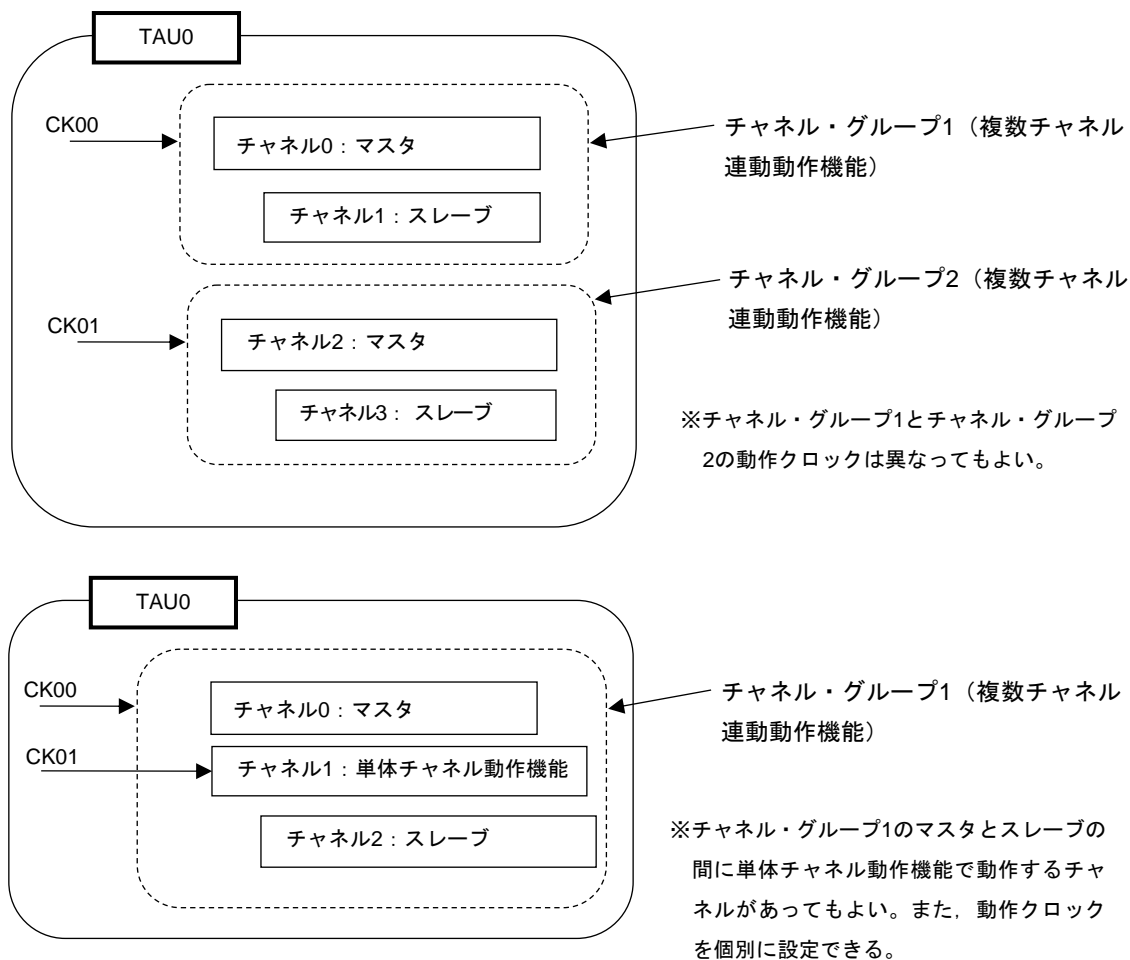 TAU0
CK00
チャネル0：マスタ
チャネル1：スレーブ
チャネル・グループ1（複数チャネル
連動動作機能）
CK01
チャネル2：マスタ
チャネル3： スレーブ
チャネル・グループ2（複数チャネル
連動動作機能）
※チャネル・グループ1とチャネル・グループ
2の動作クロックは異なってもよい。
TAU0
CK00
チャネル0：マスタ
CK01
チャネル1：単体チャネル動作機能
チャネル2：スレーブ
チャネル・グループ1（複数チャネル
連動動作機能）
※チャネル・グループ1のマスタとスレーブの
間に単体チャネル動作機能で動作するチャ
ネルがあってもよい。また，動作クロック
を個別に設定できる。